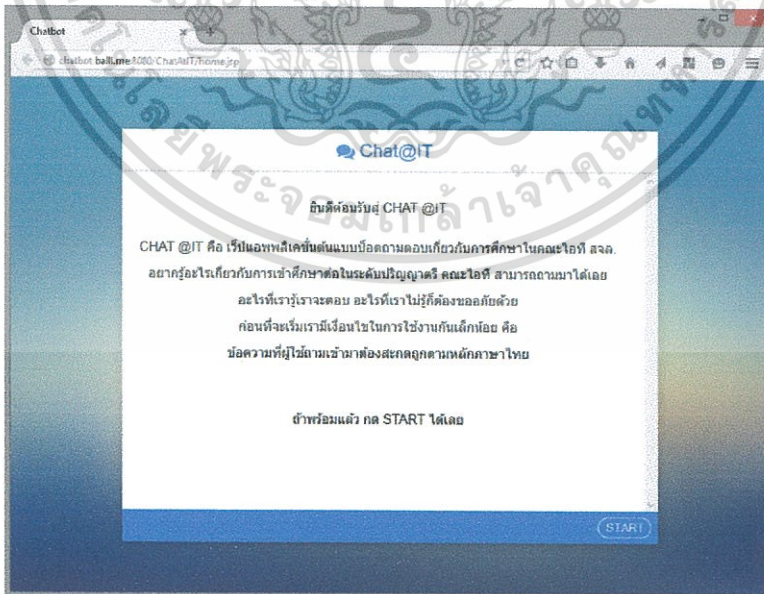 Chatbot
chatbot.balli.me:8080/ChatAtIT/home.jsp
Chat@IT
ยินดีต้อนรับสู่ CHAT @IT
CHAT @IT คือ เว็ปแอพพลิเคชั่นต้นแบบบ็อตถามตอบเกี่ยวกับการศึกษาในคณะไอที สจล.
อยากรู้อะไรเกี่ยวกับการเข้าศึกษาต่อในระดับปริญญาตรี คณะไอที สามารถถามมาได้เลย
อะไรที่เรารู้เราจะตอบ อะไรที่เราไม่รู้ก็ต้องขออภัยด้วย
ก่อนที่จะเริ่มเรามีเงื่อนไขในการใช้งานกันเล็กน้อย คือ
ข้อความที่ผู้ใช้ถามเข้ามาต้องสะกดถูกตามหลักภาษาไทย
ถ้าพร้อมแล้ว กด START ได้เลย
START